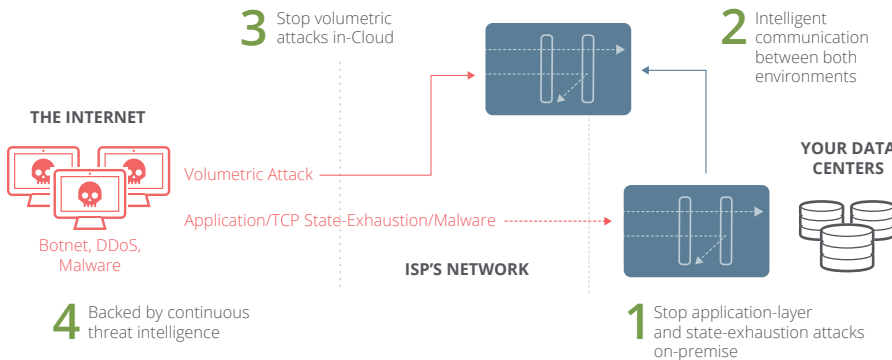 3 Stop volumetric
attacks in-Cloud
2 Intelligent
communication
between both
environments
THE INTERNET
YOUR DATA
CENTERS
Volumetric Attack
Application/TCP State-Exhaustion/Malware
Botnet, DDoS,
Malware
ISP'S NETWORK
4 Backed by continuous
threat intelligence
1 Stop application-layer
and state-exhaustion attacks
on-premise